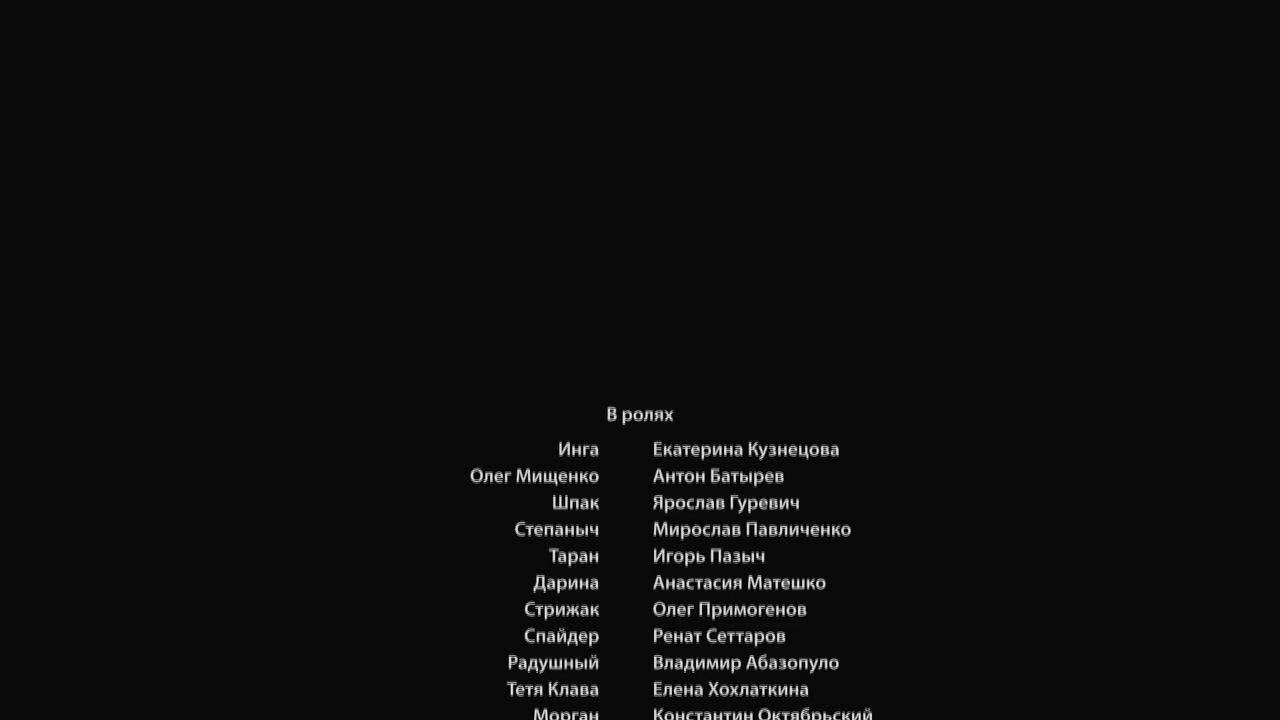 В ролях
Инга Екатерина Кузнецова
Олег Мищенко Антон Батырев
Шпак Ярослав Гуревич
Степаныч Мирослав Павличенко
Таран Игорь Пазыч
Дарина Анастасия Матешко
Стрижак Олег Примогенов
Спайдер Ренат Сеттаров
Радушный Владимир Абазопуло
Тетя Клава Елена Хохлаткина
Морган Константин Октябрьский